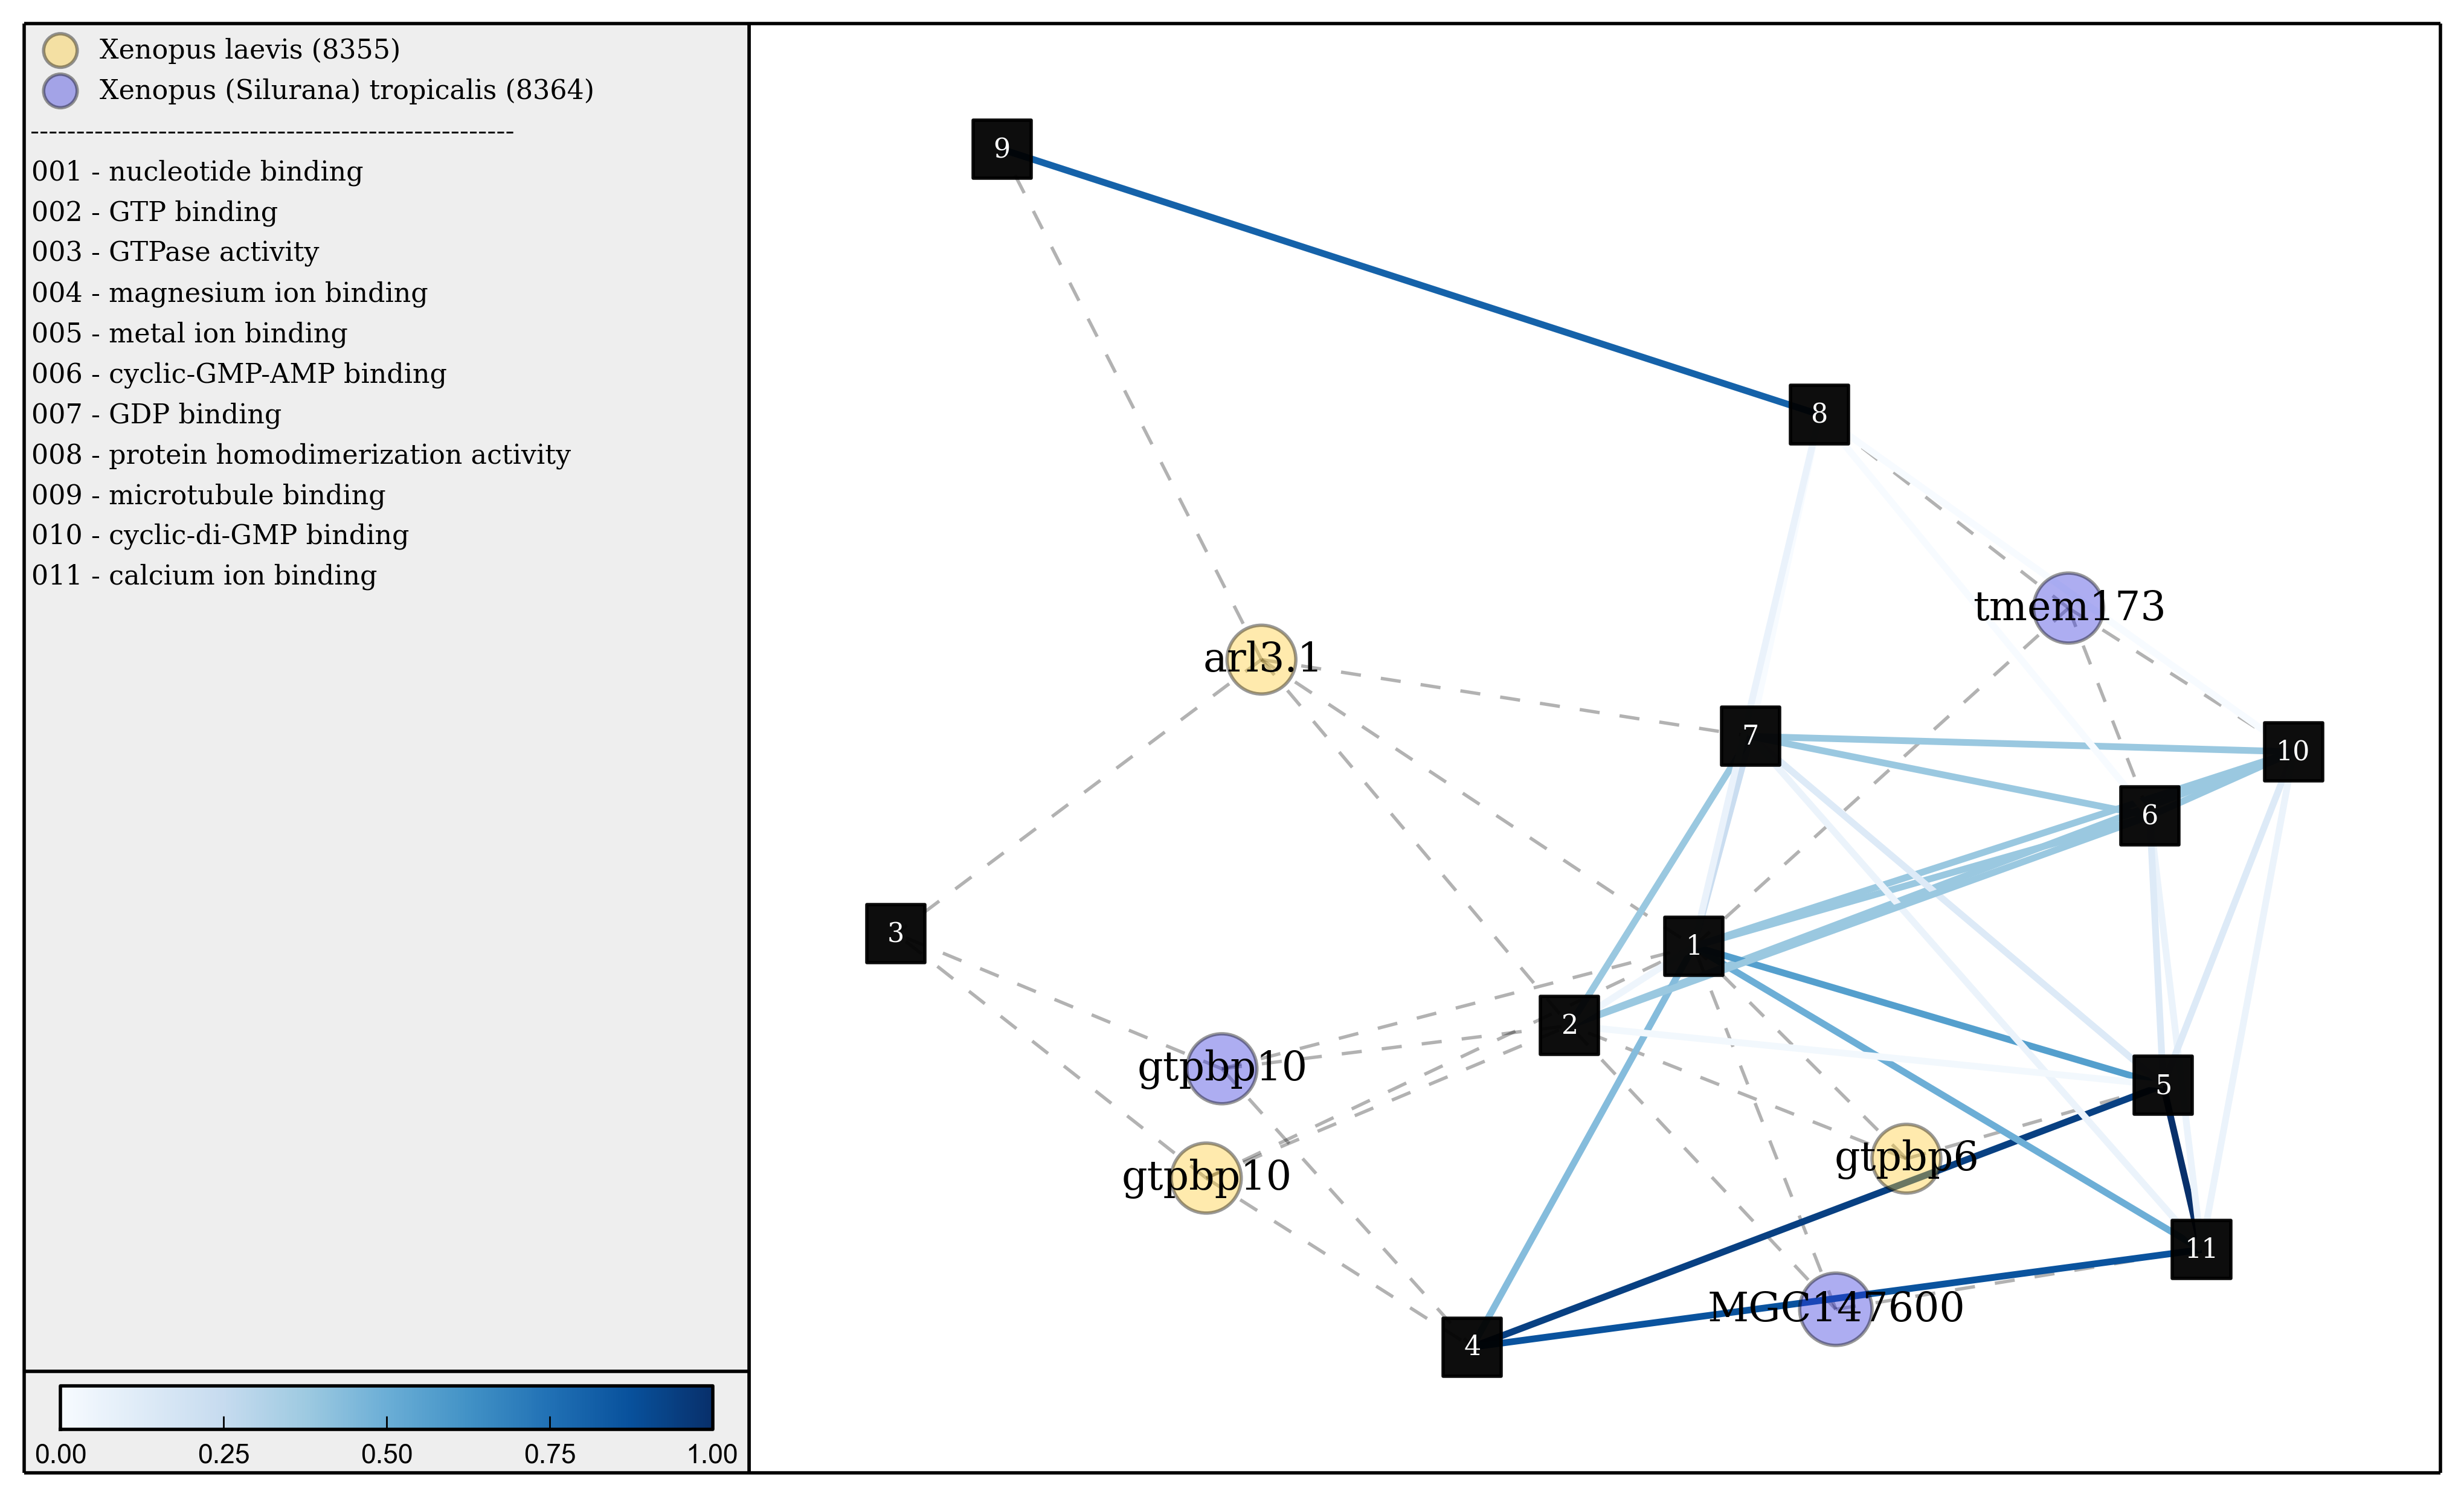 Xenopus laevis (8355)
Xenopus (Silurana) tropicalis (8364)
001 - nucleotide binding
002 - GTP binding
003 - GTPase activity
004 - magnesium ion binding
005 - metal ion binding
006 - cyclic-GMP-AMP binding
007 - GDP binding
008 - protein homodimerization activity
009 - microtubule binding
010 - cyclic-di-GMP binding
011 - calcium ion binding
0.00 0.25 0.50 0.75 1.00
9
8
tmem173
arl3.1
7
10
6
3
1
2
gtpbp10
5
gtpbp6
gtpbp10
11
MGC147600
4